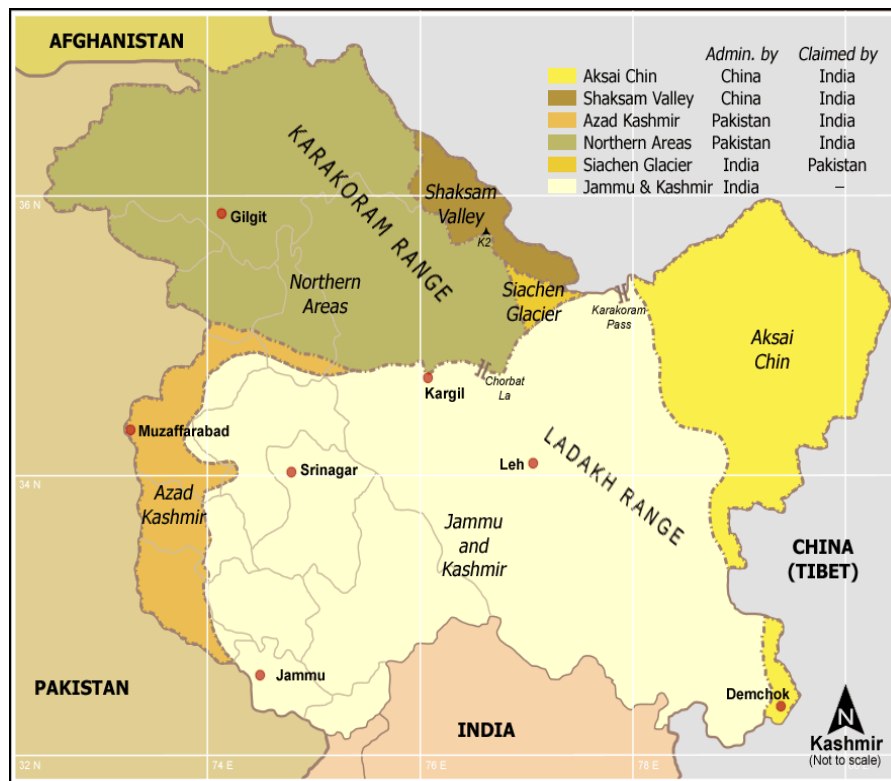 AFGHANISTAN
Admin. by Claimed by
Aksai Chin China India
Shaksam Valley China India
Azad Kashmir Pakistan India
Northern Areas Pakistan India
Siachen Glacier India Pakistan
Jammu & Kashmir India –
KARAKORAM RANGE
Shaksam
Valley
36 N
Gilgit
K2
Northern
Areas
Siachen
Glacier
Karakoram
Pass
Aksai
Chin
Kargil
Chorbat
La
Muzaffarabad
LADAKH RANGE
Srinagar
Leh
34 N
Azad
Kashmir
Jammu
and
Kashmir
CHINA
(TIBET)
Jammu
PAKISTAN
Demchok
INDIA
N
Kashmir
(Not to scale)
32 N
74 E
76 E
78 E